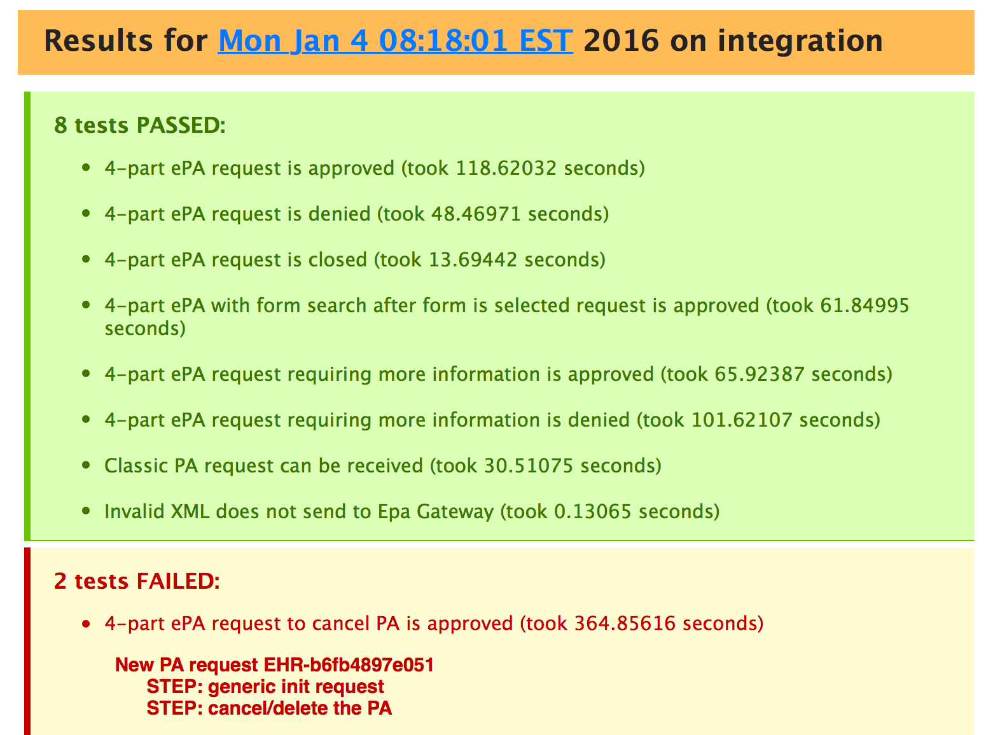 Results for Mon Jan 4 08:18:01 EST 2016 on integration
8 tests PASSED:
• 4-part ePA request is approved (took 118.62032 seconds)
• 4-part ePA request is denied (took 48.46971 seconds)
• 4-part ePA request is closed (took 13.69442 seconds)
• 4-part ePA with form search after form is selected request is approved (took 61.84995
seconds)
• 4-part ePA request requiring more information is approved (took 65.92387 seconds)
• 4-part ePA request requiring more information is denied (took 101.62107 seconds)
• Classic PA request can be received (took 30.51075 seconds)
• Invalid XML does not send to Epa Gateway (took 0.13065 seconds)
2 tests FAILED:
• 4-part ePA request to cancel PA is approved (took 364.85616 seconds)
New PA request EHR-b6fb4897e051
STEP: generic init request
STEP: cancel/delete the PA